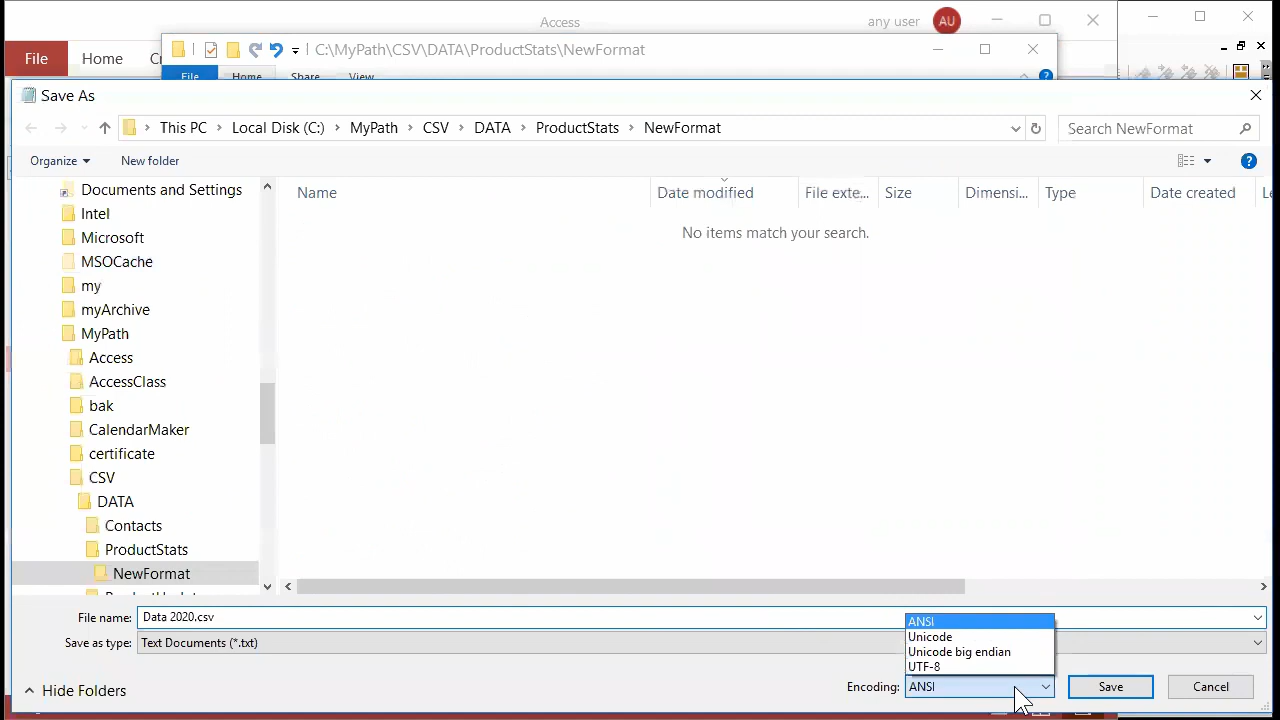 Access
any user
AU
File
Home
C:\MyPath\CSV\DATA\ProductStats\NewFormat
File
Home
Share
View
Save As
This PC > Local Disk (C:) > MyPath > CSV > DATA > ProductStats > NewFormat
Search NewFormat
Organize
New folder
Name
Date modified
File exte...
Size
Dimensi...
Type
Date created
No items match your search.
Documents and Settings
Intel
Microsoft
MSOCache
my
myArchive
MyPath
Access
AccessClass
bak
CalendarMaker
certificate
CSV
DATA
Contacts
ProductStats
NewFormat
File name: Data 2020.csv
Save as type: Text Documents (*.txt)
ANSI
Unicode
Unicode big endian
UTF-8
Hide Folders
Encoding: ANSI
Save
Cancel